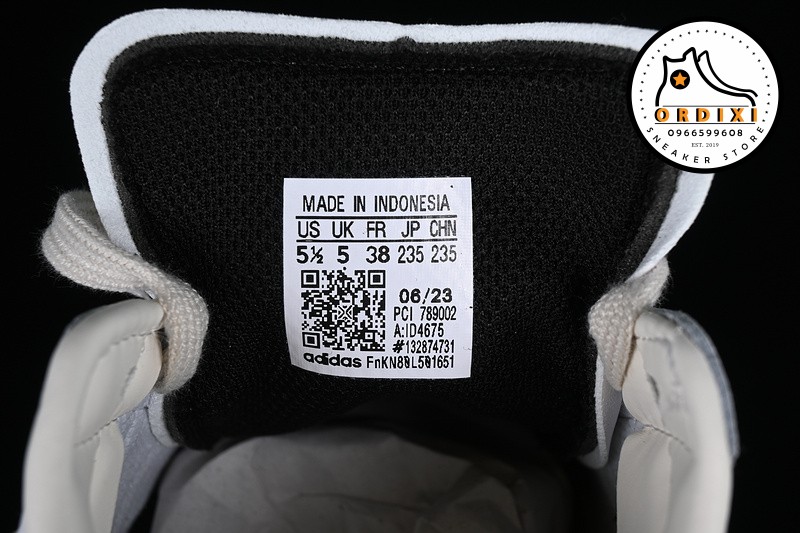 MADE IN INDONESIA
US UK FR JP CHN
5½ 5 38 235 235
06/23
PCI 789002
A:ID4675
#132874731
adidas FnKN80L501651
ORDIXI
0966599608
EST. 2019
SNEAKER STORE